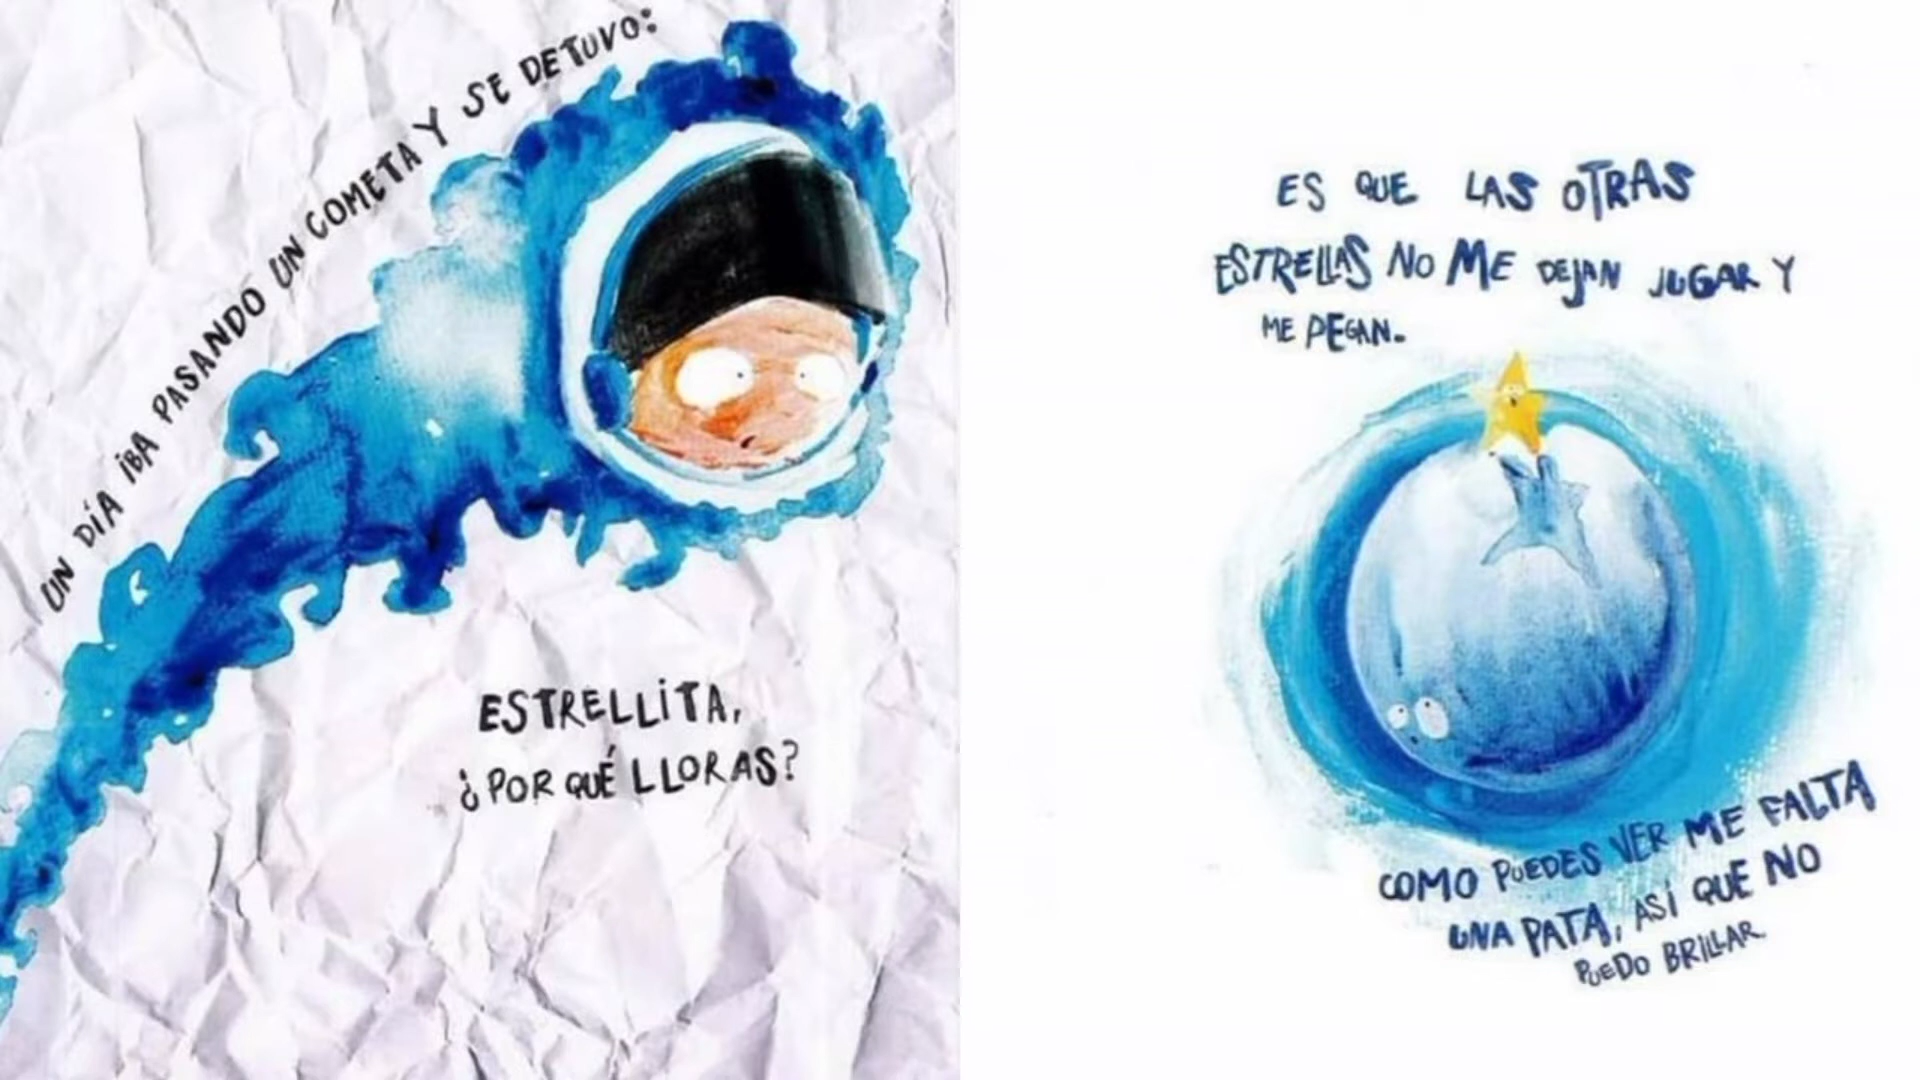 UN DÍA IBA PASANDO UN COMETA Y SE DETUVO:
ESTRELLITA,
¿POR QUÉ LLORAS?
ES QUE LAS OTRAS
ESTRELLAS NO ME DEJAN JUGAR Y
ME PEGAN.
COMO PUEDES VER ME FALTA
UNA PATA, ASÍ QUE NO
PUEDO BRILLAR.